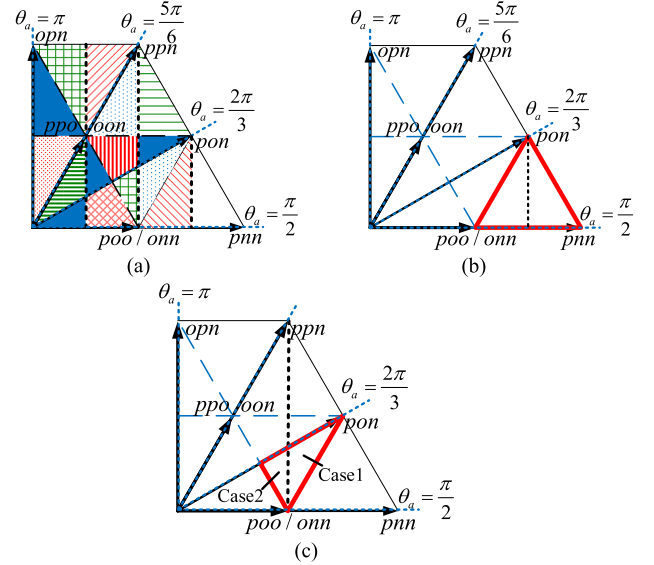 θₐ = π
θₐ = 5π/6
opn
ppn
ppo
oon
θₐ = 2π/3
pon
θₐ = π/2
poo / onn
pnn
(a)
θₐ = π
θₐ = 5π/6
opn
ppn
ppo
oon
θₐ = 2π/3
pon
θₐ = π/2
poo / onn
pnn
(b)
θₐ = π
opn
ppn
ppo
oon
θₐ = 2π/3
pon
Case1
Case2
θₐ = π/2
poo / onn
pnn
(c)